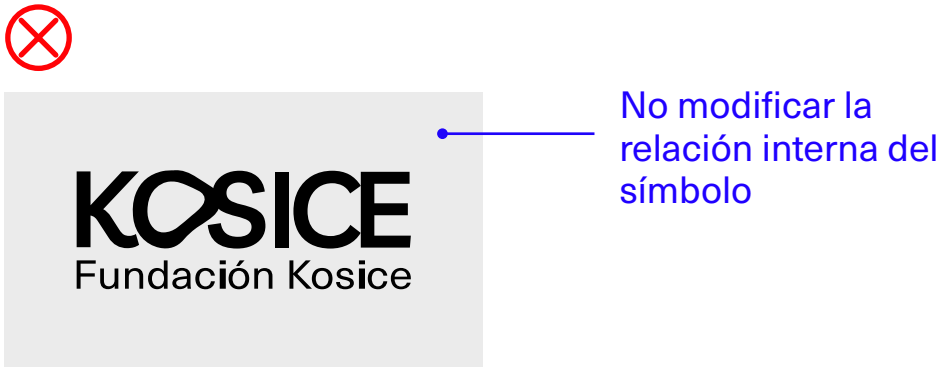 KOSICE
Fundación Kosice
No modificar la
relación interna del
símbolo